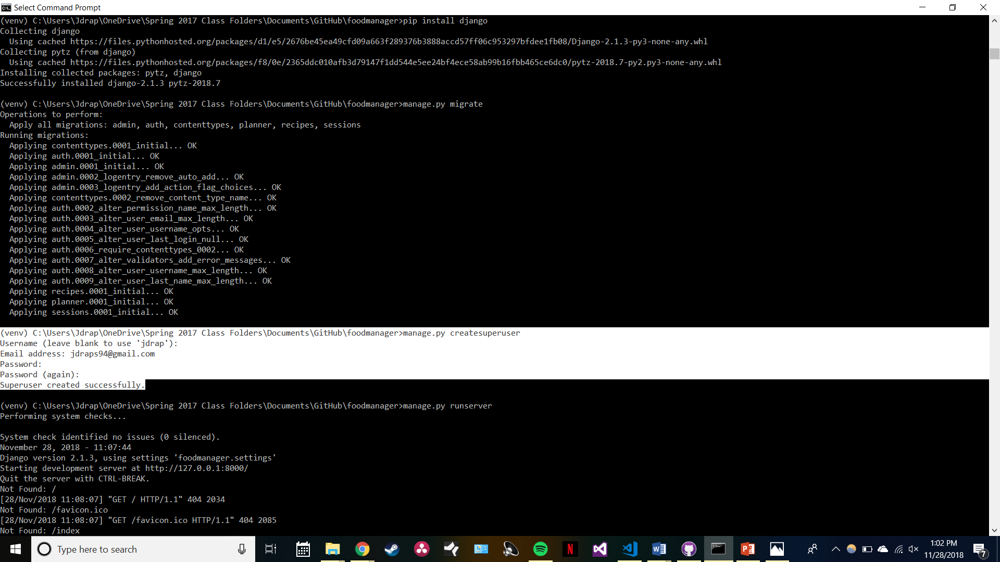 Select Command Prompt
(venv) C:\Users\Jdrap\OneDrive\Spring 2017 Class Folders\Documents\GitHub\foodmanager>pip install django
Collecting django
  Using cached https://files.pythonhosted.org/packages/d1/e5/2676be45ea49cfd09a663f289376b3888accd57ff06c953297bfdee1fb08/Django-2.1.3-py3-none-any.whl
Collecting pytz (from django)
  Using cached https://files.pythonhosted.org/packages/f8/0e/2365ddc010afb3d79147f1dd544e5ee24bf4ece58ab99b16fbb465ce6dc0/pytz-2018.7-py2.py3-none-any.whl
Installing collected packages: pytz, django
Successfully installed django-2.1.3 pytz-2018.7
(venv) C:\Users\Jdrap\OneDrive\Spring 2017 Class Folders\Documents\GitHub\foodmanager>manage.py migrate
Operations to perform:
  Apply all migrations: admin, auth, contenttypes, planner, recipes, sessions
Running migrations:
  Applying contenttypes.0001_initial... OK
  Applying auth.0001_initial... OK
  Applying admin.0001_initial... OK
  Applying admin.0002_logentry_remove_auto_add... OK
  Applying admin.0003_logentry_add_action_flag_choices... OK
  Applying contenttypes.0002_remove_content_type_name... OK
  Applying auth.0002_alter_permission_name_max_length... OK
  Applying auth.0003_alter_user_email_max_length... OK
  Applying auth.0004_alter_user_username_opts... OK
  Applying auth.0005_alter_user_last_login_null... OK
  Applying auth.0006_require_contenttypes_0002... OK
  Applying auth.0007_alter_validators_add_error_messages... OK
  Applying auth.0008_alter_user_username_max_length... OK
  Applying auth.0009_alter_user_last_name_max_length... OK
  Applying recipes.0001_initial... OK
  Applying planner.0001_initial... OK
  Applying sessions.0001_initial... OK
(venv) C:\Users\Jdrap\OneDrive\Spring 2017 Class Folders\Documents\GitHub\foodmanager>manage.py createsuperuser
Username (leave blank to use 'jdrap'):
Email address: jdraps94@gmail.com
Password:
Password (again):
Superuser created successfully.
(venv) C:\Users\Jdrap\OneDrive\Spring 2017 Class Folders\Documents\GitHub\foodmanager>manage.py runserver
Performing system checks...
System check identified no issues (0 silenced).
November 28, 2018 - 11:07:44
Django version 2.1.3, using settings 'foodmanager.settings'
Starting development server at http://127.0.0.1:8000/
Quit the server with CTRL-BREAK.
Not Found: /
[28/Nov/2018 11:08:07] "GET / HTTP/1.1" 404 2034
Not Found: /favicon.ico
[28/Nov/2018 11:08:07] "GET /favicon.ico HTTP/1.1" 404 2085
Not Found: /index
Type here to search
1:02 PM
11/28/2018
7